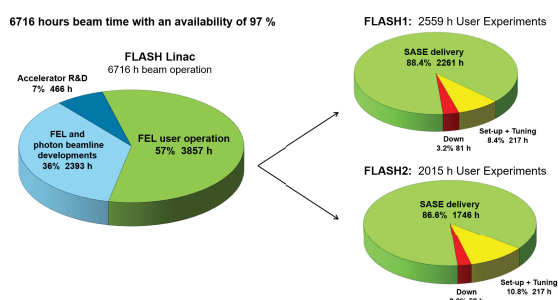 6716 hours beam time with an availability of 97 %
FLASH Linac
6716 h beam operation
Accelerator R&D
7% 466 h
FEL and
photon beamline
developments
36% 2393 h
FEL user operation
57% 3857 h
FLASH1: 2559 h User Experiments
SASE delivery
88.4% 2261 h
Down
3.2% 81 h
Set-up + Tuning
8.4% 217 h
FLASH2: 2015 h User Experiments
SASE delivery
86.6% 1746 h
Set-up + Tuning
10.8% 217 h
Down